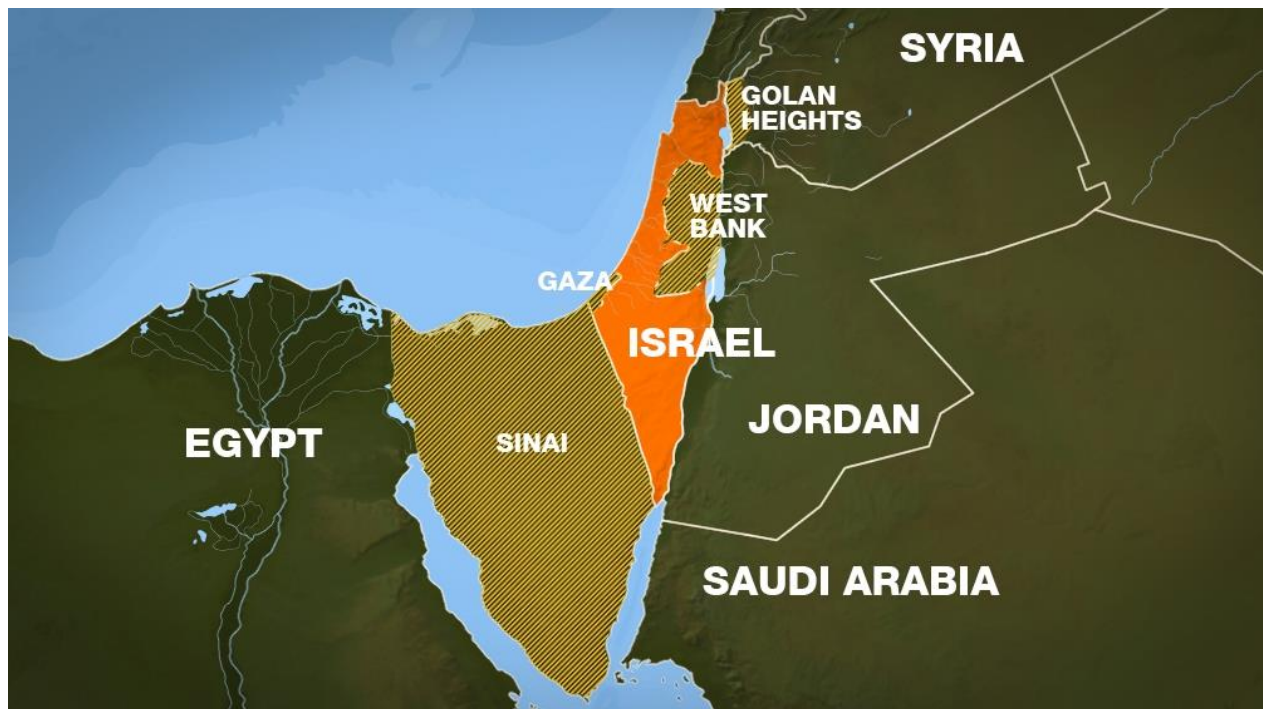 SYRIA
GOLAN
HEIGHTS
WEST
BANK
GAZA
ISRAEL
JORDAN
EGYPT
SINAI
SAUDI ARABIA